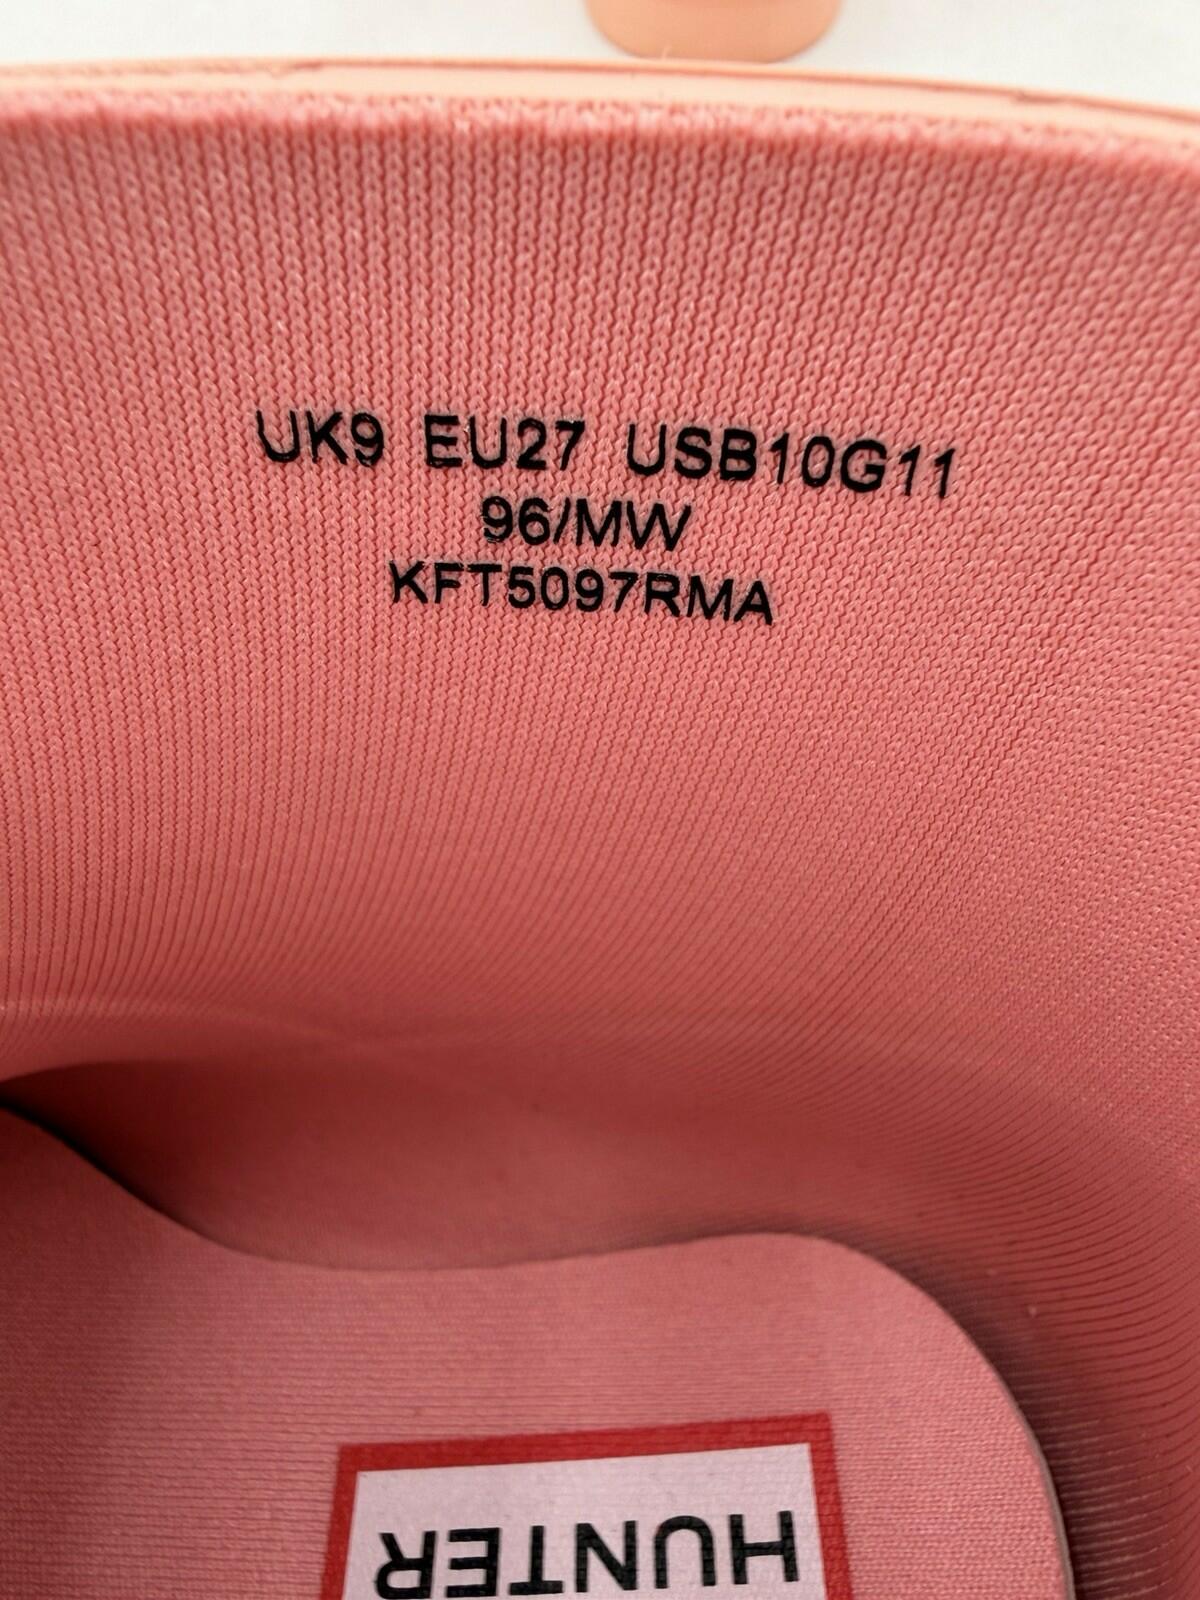 UK9 EU27 USB10G11
96/MW
KFT5097RMA
HUNTER